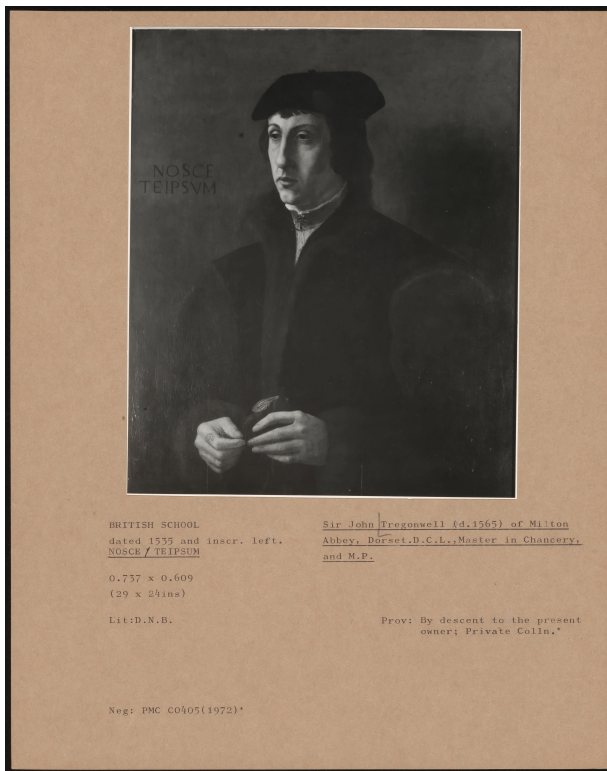 NOSCE
TEIPSVM
BRITISH SCHOOL
dated 1535 and inscr. left.
NOSCE / TEIPSUM
0.737 x 0.609
(29 x 24ins)
Lit:D.N.B.
Sir John Tregonwell (d.1565) of Milton
Abbey, Dorset.D.C.L.,Master in Chancery,
and M.P.
Prov: By descent to the present
owner; Private Colln.*
Neg: PMC CO405(1972)*